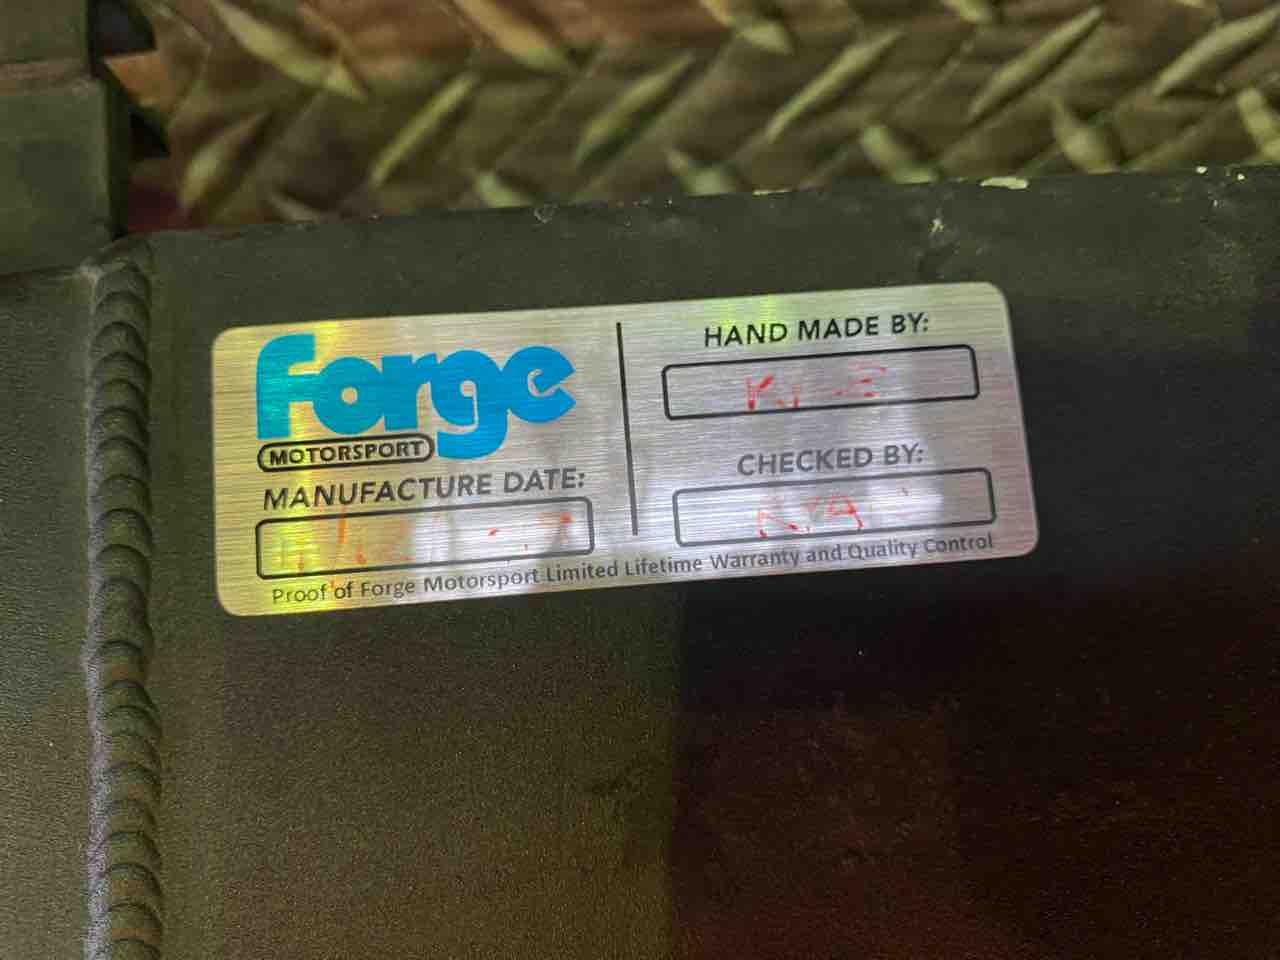 forge
MOTORSPORT
MANUFACTURE DATE:
HAND MADE BY:
CHECKED BY:
Proof of Forge Motorsport Limited Lifetime Warranty and Quality Control